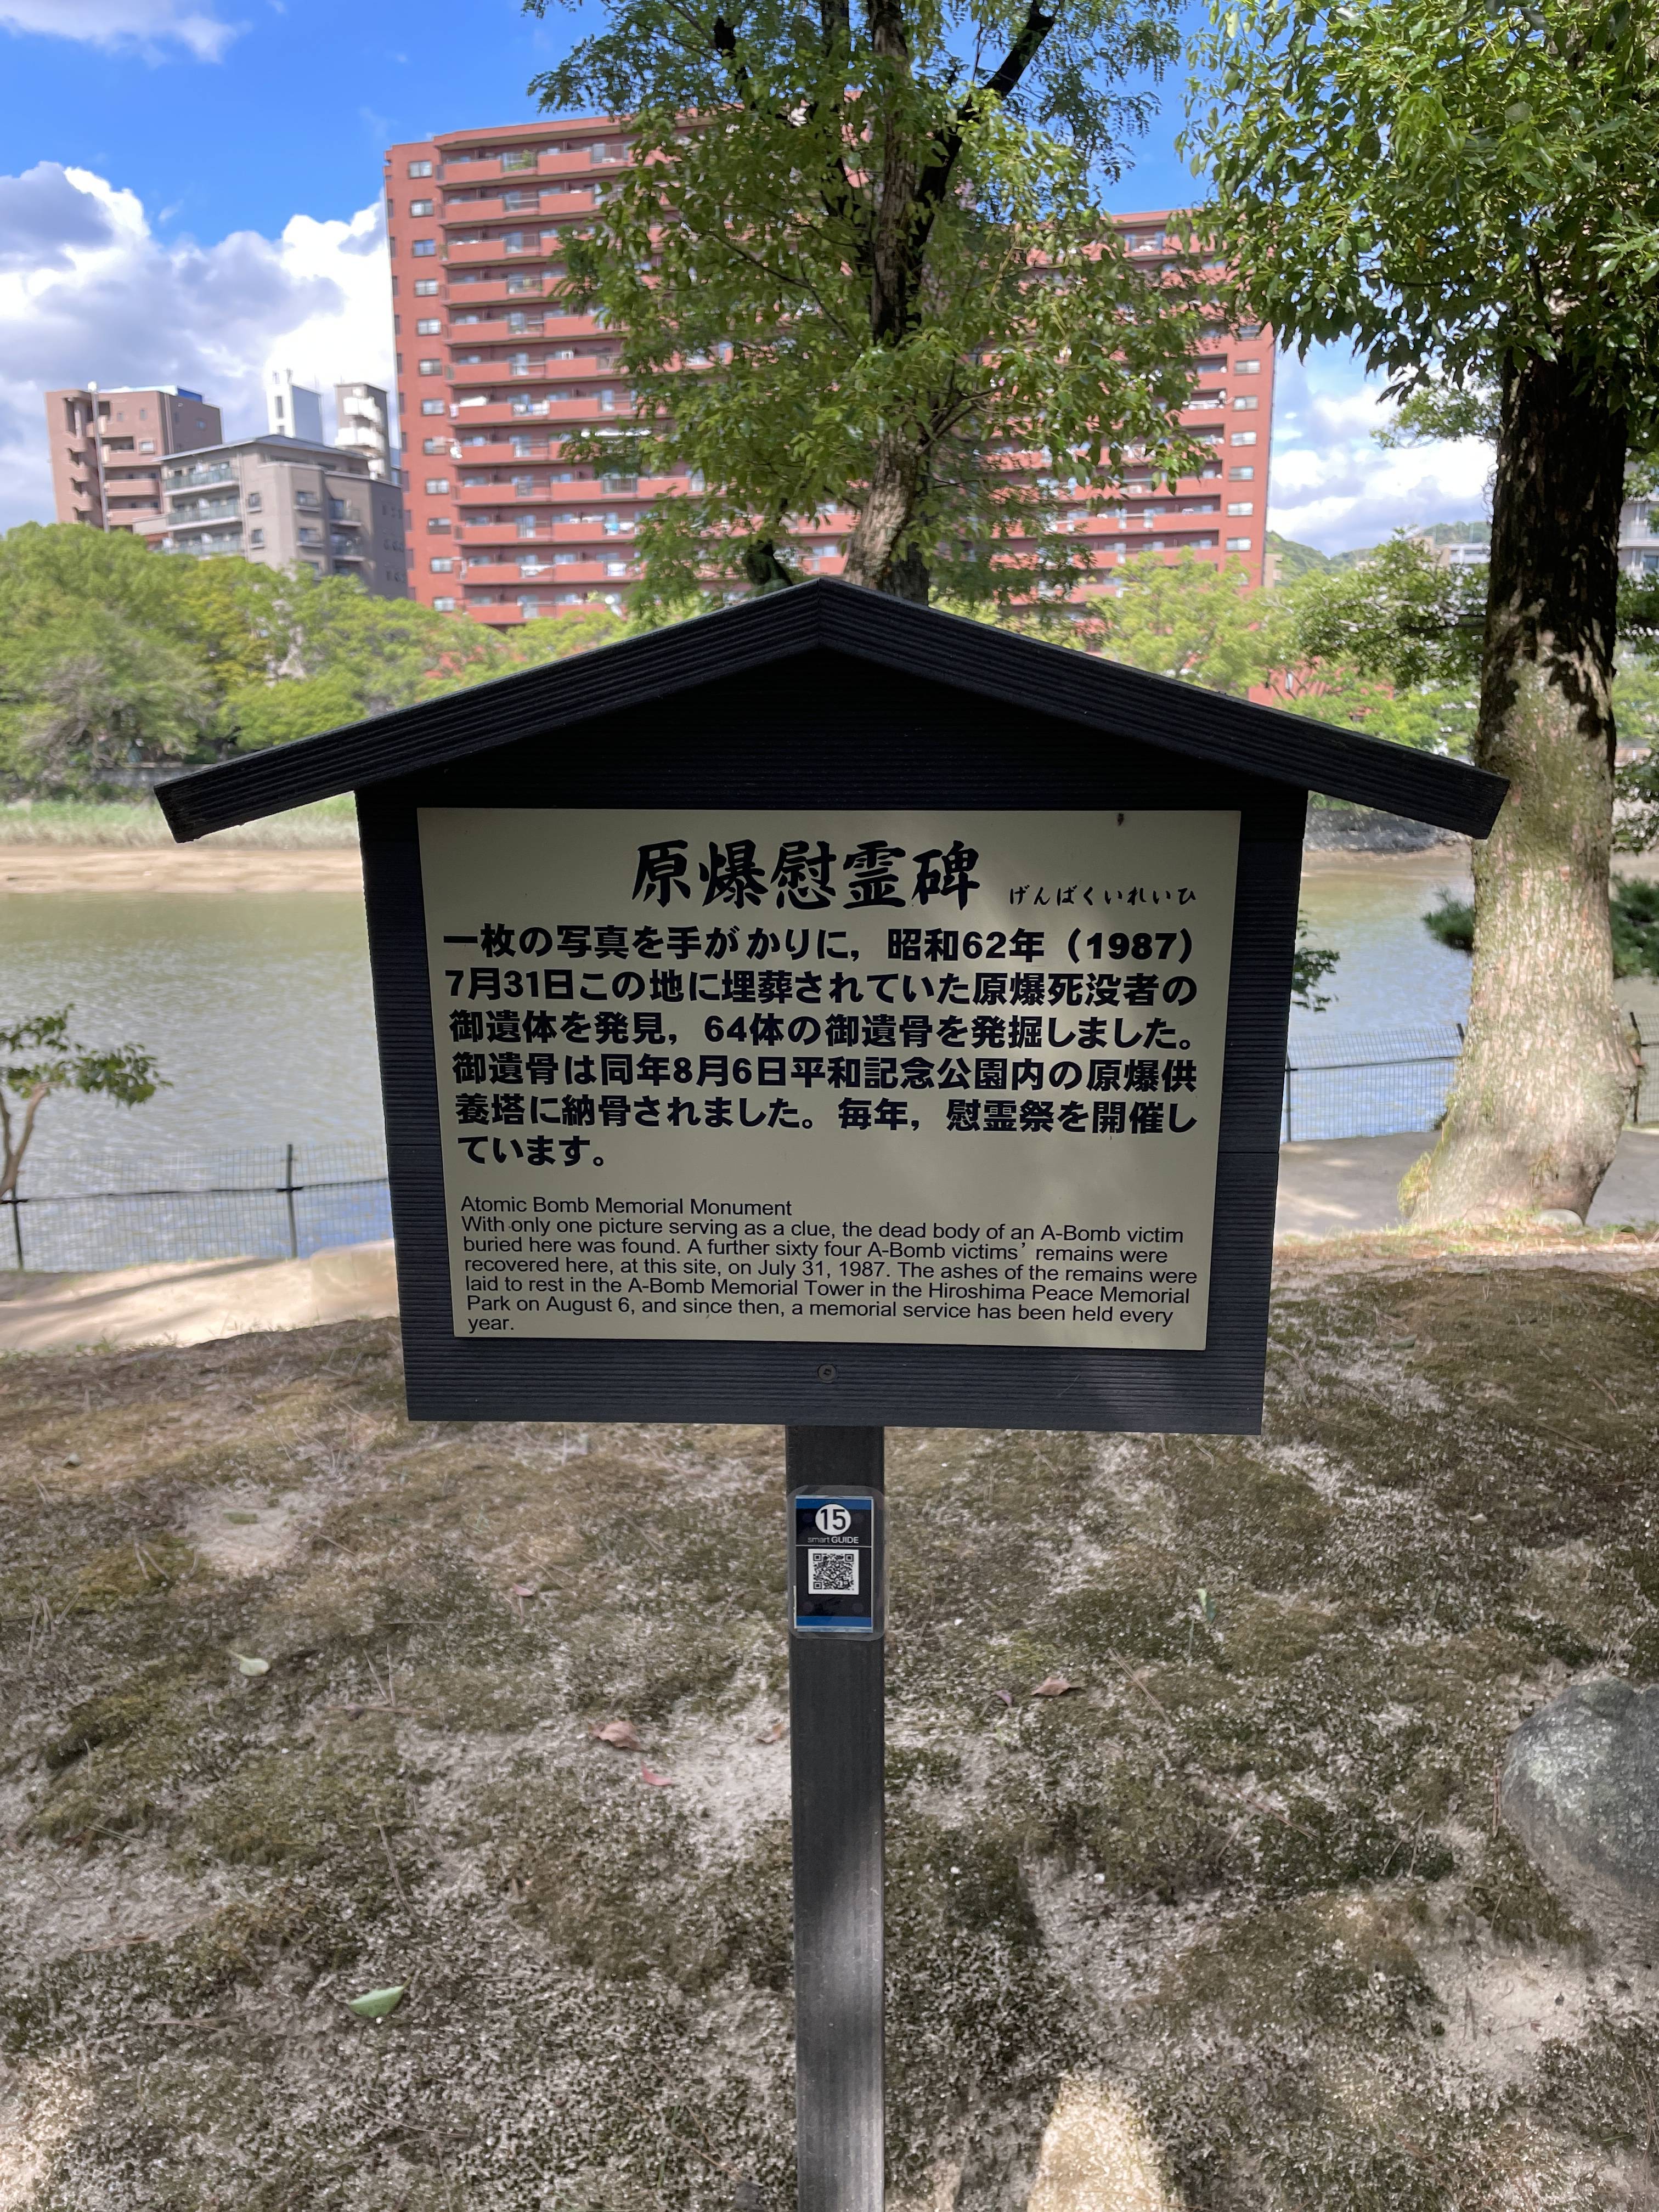 原爆慰霊碑 げんばくいれいひ
一枚の写真を手がかりに，昭和62年（1987）
7月31日この地に埋葬されていた原爆死没者の
御遺体を発見，64体の御遺骨を発掘しました。
御遺骨は同年8月6日平和記念公園内の原爆供
養塔に納骨されました。毎年，慰霊祭を開催し
ています。
Atomic Bomb Memorial Monument
With only one picture serving as a clue, the dead body of an A-Bomb victim
buried here was found. A further sixty four A-Bomb victims' remains were
recovered here, at this site, on July 31, 1987. The ashes of the remains were
laid to rest in the A-Bomb Memorial Tower in the Hiroshima Peace Memorial
Park on August 6, and since then, a memorial service has been held every
year.
15
smart GUIDE